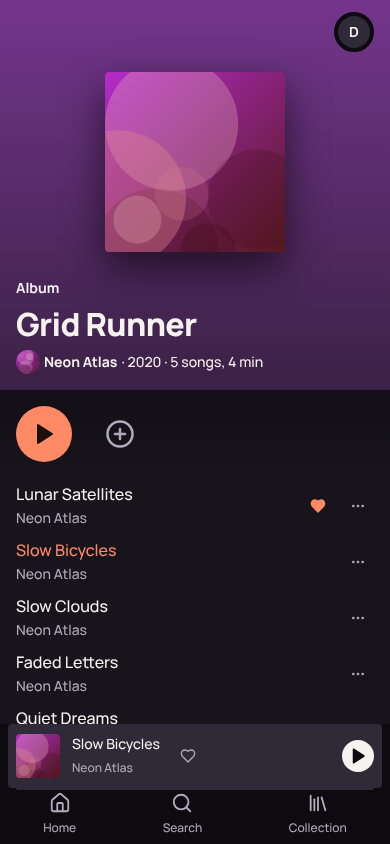 D
Album
Grid Runner
Neon Atlas · 2020 · 5 songs, 4 min
Lunar Satellites
Neon Atlas
Slow Bicycles
Neon Atlas
Slow Clouds
Neon Atlas
Faded Letters
Neon Atlas
Quiet Dreams
Slow Bicycles
Neon Atlas
Home Search Collection